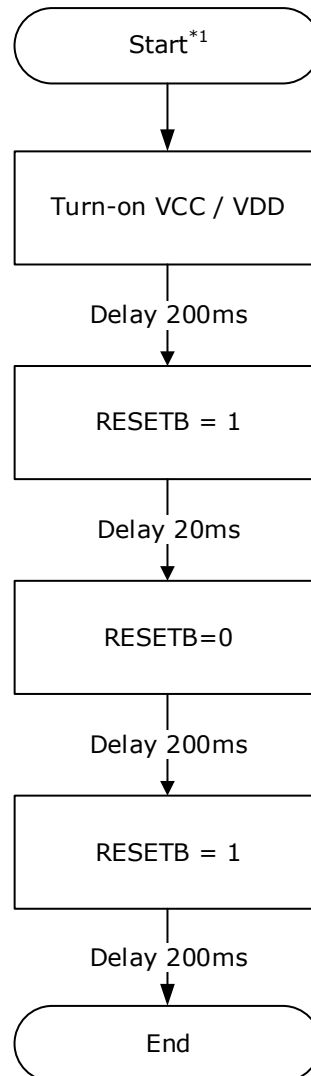 Start*1
Turn-on VCC / VDD
Delay 200ms
RESETB = 1
Delay 20ms
RESETB=0
Delay 200ms
RESETB = 1
Delay 200ms
End